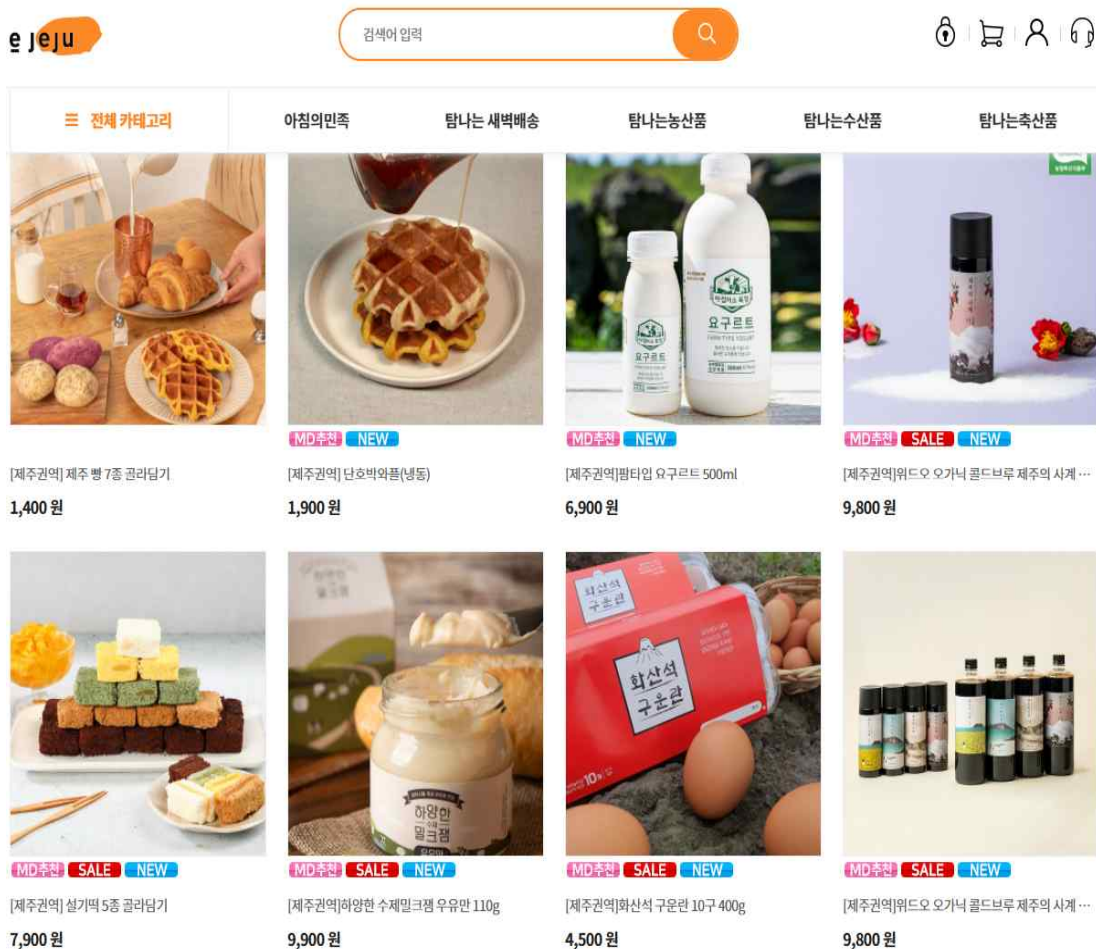 e jeju
검색어 입력
전체 카테고리
아침의민족
탐나는 새벽배송
탐나는농산품
탐나는수산품
탐나는축산품
요구르트
요구르트
MD추천 NEW
MD추천 NEW
MD추천 SALE NEW
[제주권역] 제주 빵 7종 골라담기
[제주권역] 단호박와플(냉동)
[제주권역]팜타입 요구르트 500ml
[제주권역]위드오 오가닉 콜드브루 제주의 사계 …
1,400 원
1,900 원
6,900 원
9,800 원
하얀한
밀크잼
화산석
구운란
화산석
구운란
10
MD추천 SALE NEW
MD추천 SALE NEW
MD추천 SALE NEW
MD추천 SALE NEW
[제주권역] 설기떡 5종 골라담기
[제주권역]하양한 수제밀크잼 우유만 110g
[제주권역]화산석 구운란 10구 400g
[제주권역]위드오 오가닉 콜드브루 제주의 사계 …
7,900 원
9,900 원
4,500 원
9,800 원